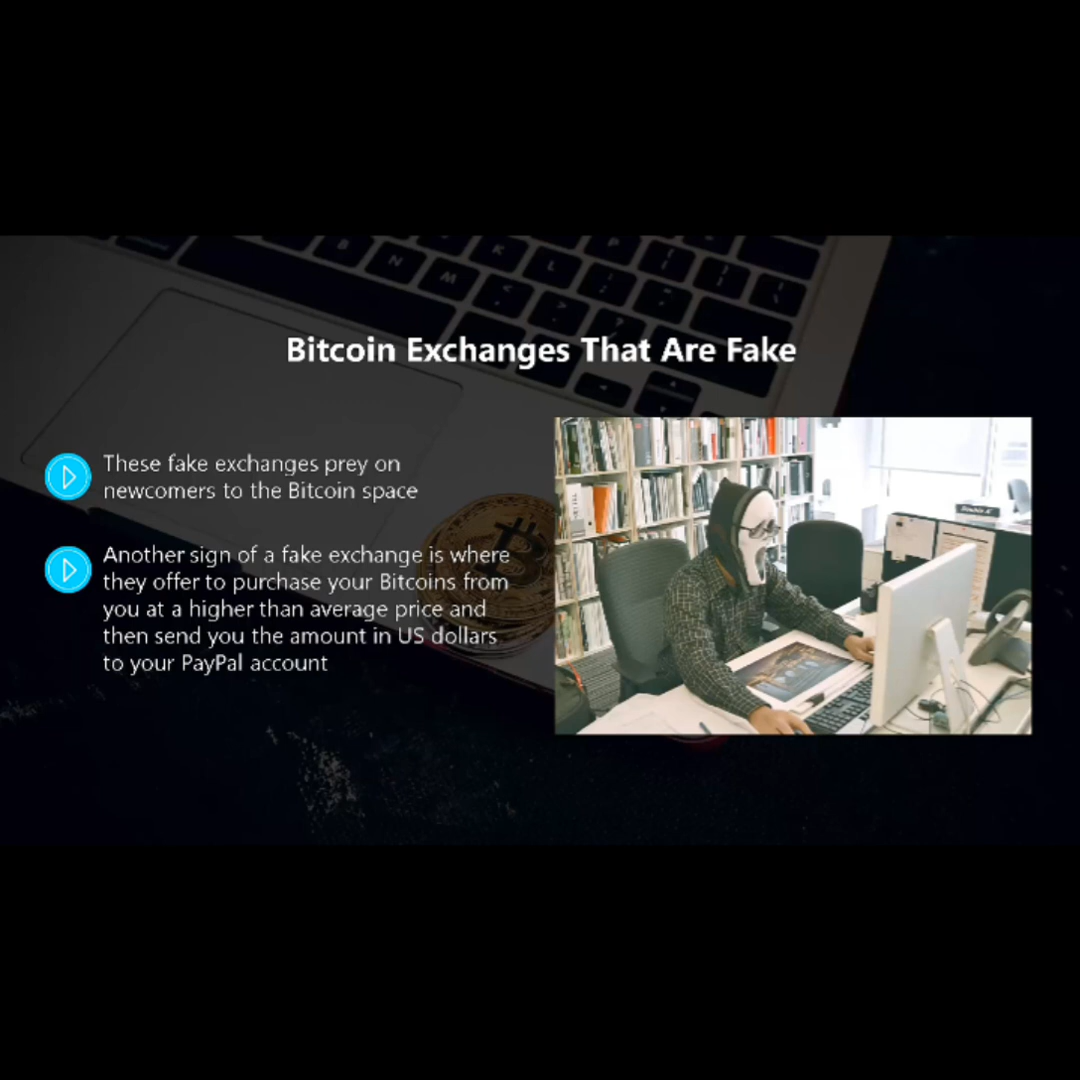 Bitcoin Exchanges That Are Fake
These fake exchanges prey on
newcomers to the Bitcoin space
Another sign of a fake exchange is where
they offer to purchase your Bitcoins from
you at a higher than average price and
then send you the amount in US dollars
to your PayPal account
B
N
M
K
L
P
Double A